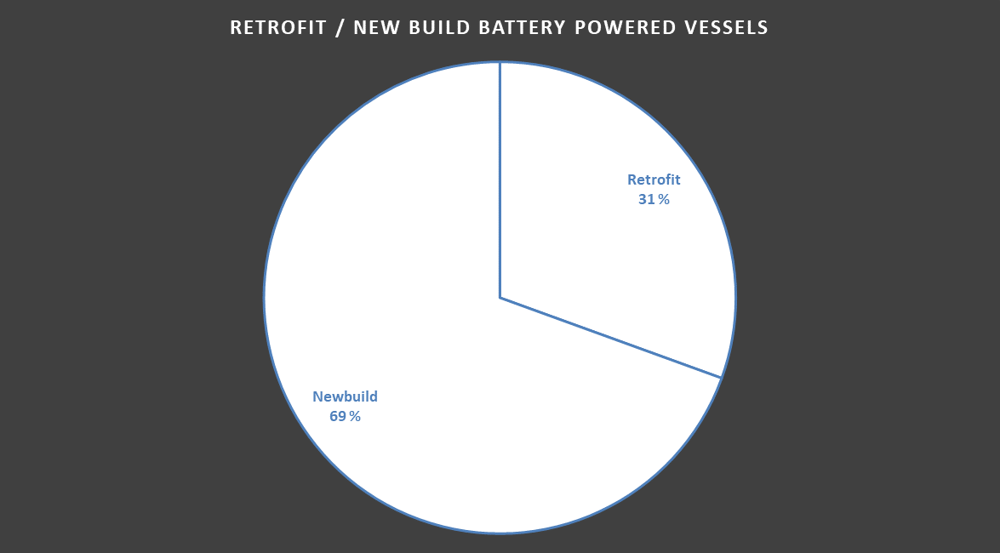 RETROFIT / NEW BUILD BATTERY POWERED VESSELS
Retrofit
31%
Newbuild
69%